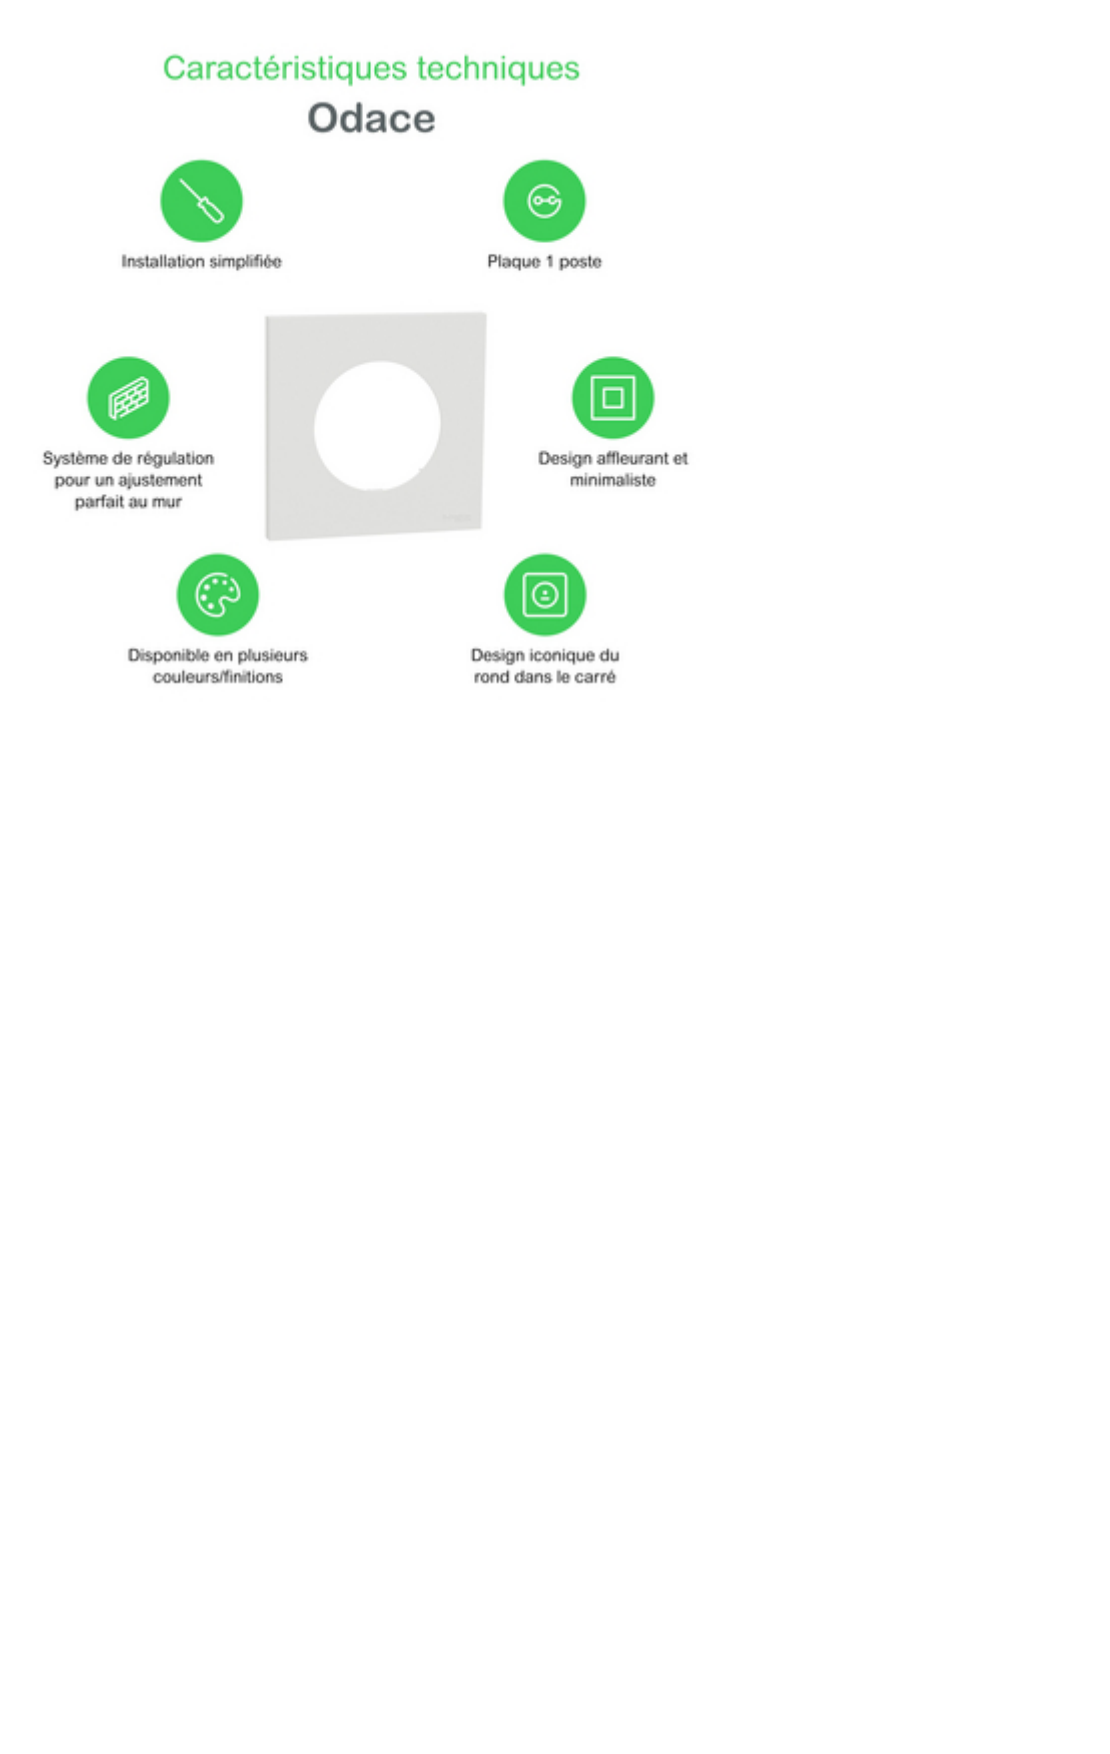 Caractéristiques techniques
Odace
Installation simplifiée
Plaque 1 poste
Système de régulation
pour un ajustement
parfait au mur
Design affleurant et
minimaliste
Disponible en plusieurs
couleurs/finitions
Design iconique du
rond dans le carré